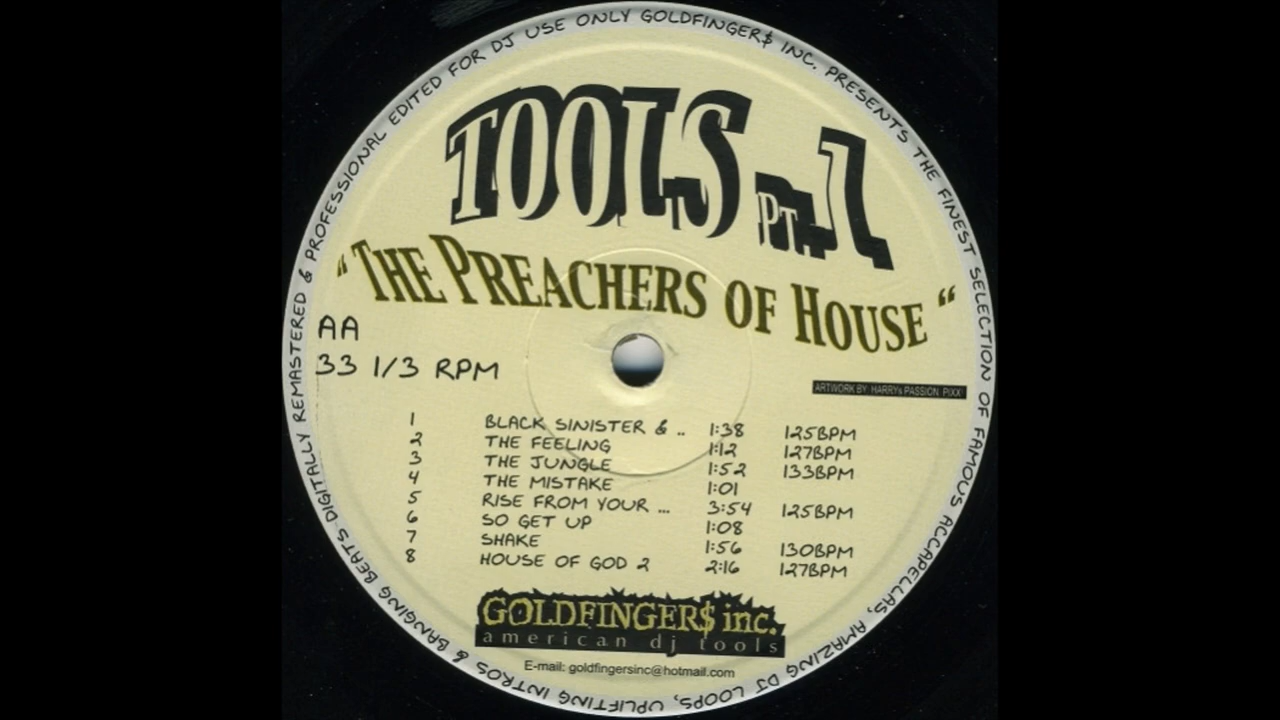 DIGITALLY REMASTERED & PROFESSIONAL EDITED FOR DJ USE ONLY GOLDFINGER$ INC. PRESENTS THE FINEST SELECTION OF FAMOUS ACCAPELLAS, AMAZING DJ LOOPS, UPLIFTING INTROS & BANGING BEATS-
TOOLS PT. 1
"THE PREACHERS OF HOUSE"
AA
33 1/3 RPM
ARTWORK BY HARRYs PASSION PIXX
1 BLACK SINISTER & .. 1:38 125BPM
2 THE FEELING 1:12 127BPM
3 THE JUNGLE 1:52 133BPM
4 THE MISTAKE 1:01
5 RISE FROM YOUR ... 3:54 125BPM
6 SO GET UP 1:08
7 SHAKE 1:56 130BPM
8 HOUSE OF GOD 2 2:16 127BPM
GOLDFINGER$ inc.
american dj tools
E-mail: goldfingersinc@hotmail.com